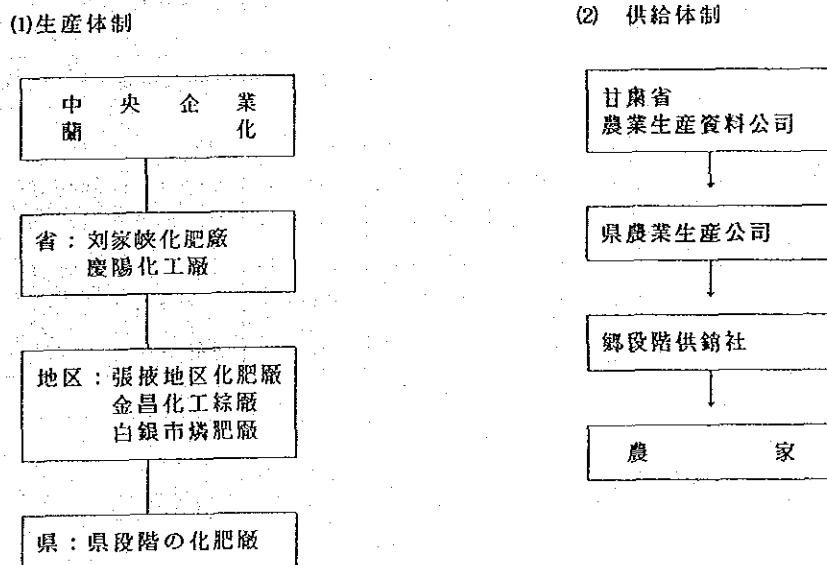 (1)生産体制
中央企業
蘭化
省：刘家峡化肥廠
慶陽化工廠
地区：張掖地区化肥廠
金昌化工綜廠
白銀市燐肥廠
県：県段階の化肥廠
(2) 供給体制
甘粛省
農業生産資料公司
県農業生産公司
郷段階供銷社
農家